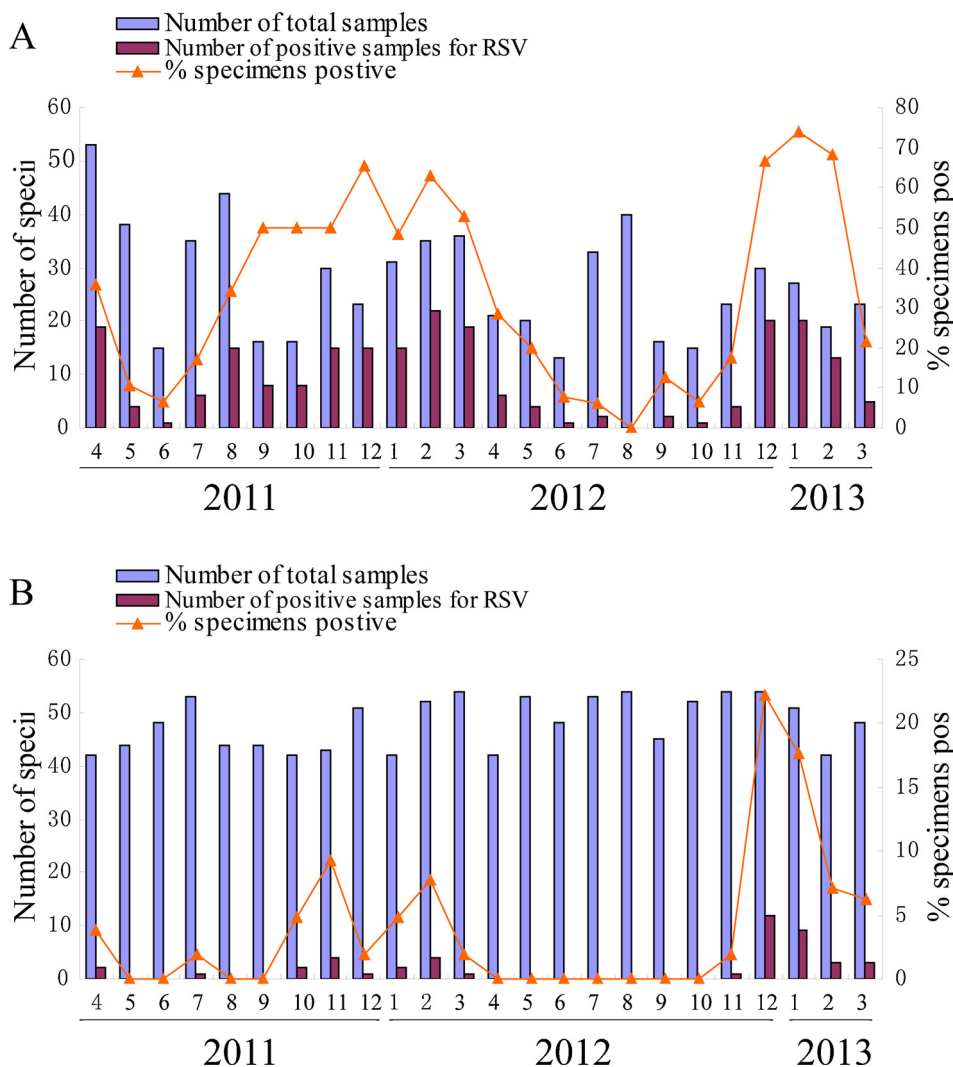 A
Number of total samples
Number of positive samples for RSV
% specimens postive
60
50
40
30
20
10
0
Number of specii
80
70
60
50
40
30
20
10
0
% specimens pos
4 5 6 7 8 9 10 11 12 1 2 3 4 5 6 7 8 9 10 11 12 1 2 3
2011 2012 2013
B
Number of total samples
Number of positive samples for RSV
% specimens postive
60
50
40
30
20
10
0
Number of specii
25
20
15
10
5
0
% specimens pos
4 5 6 7 8 9 10 11 12 1 2 3 4 5 6 7 8 9 10 11 12 1 2 3
2011 2012 2013